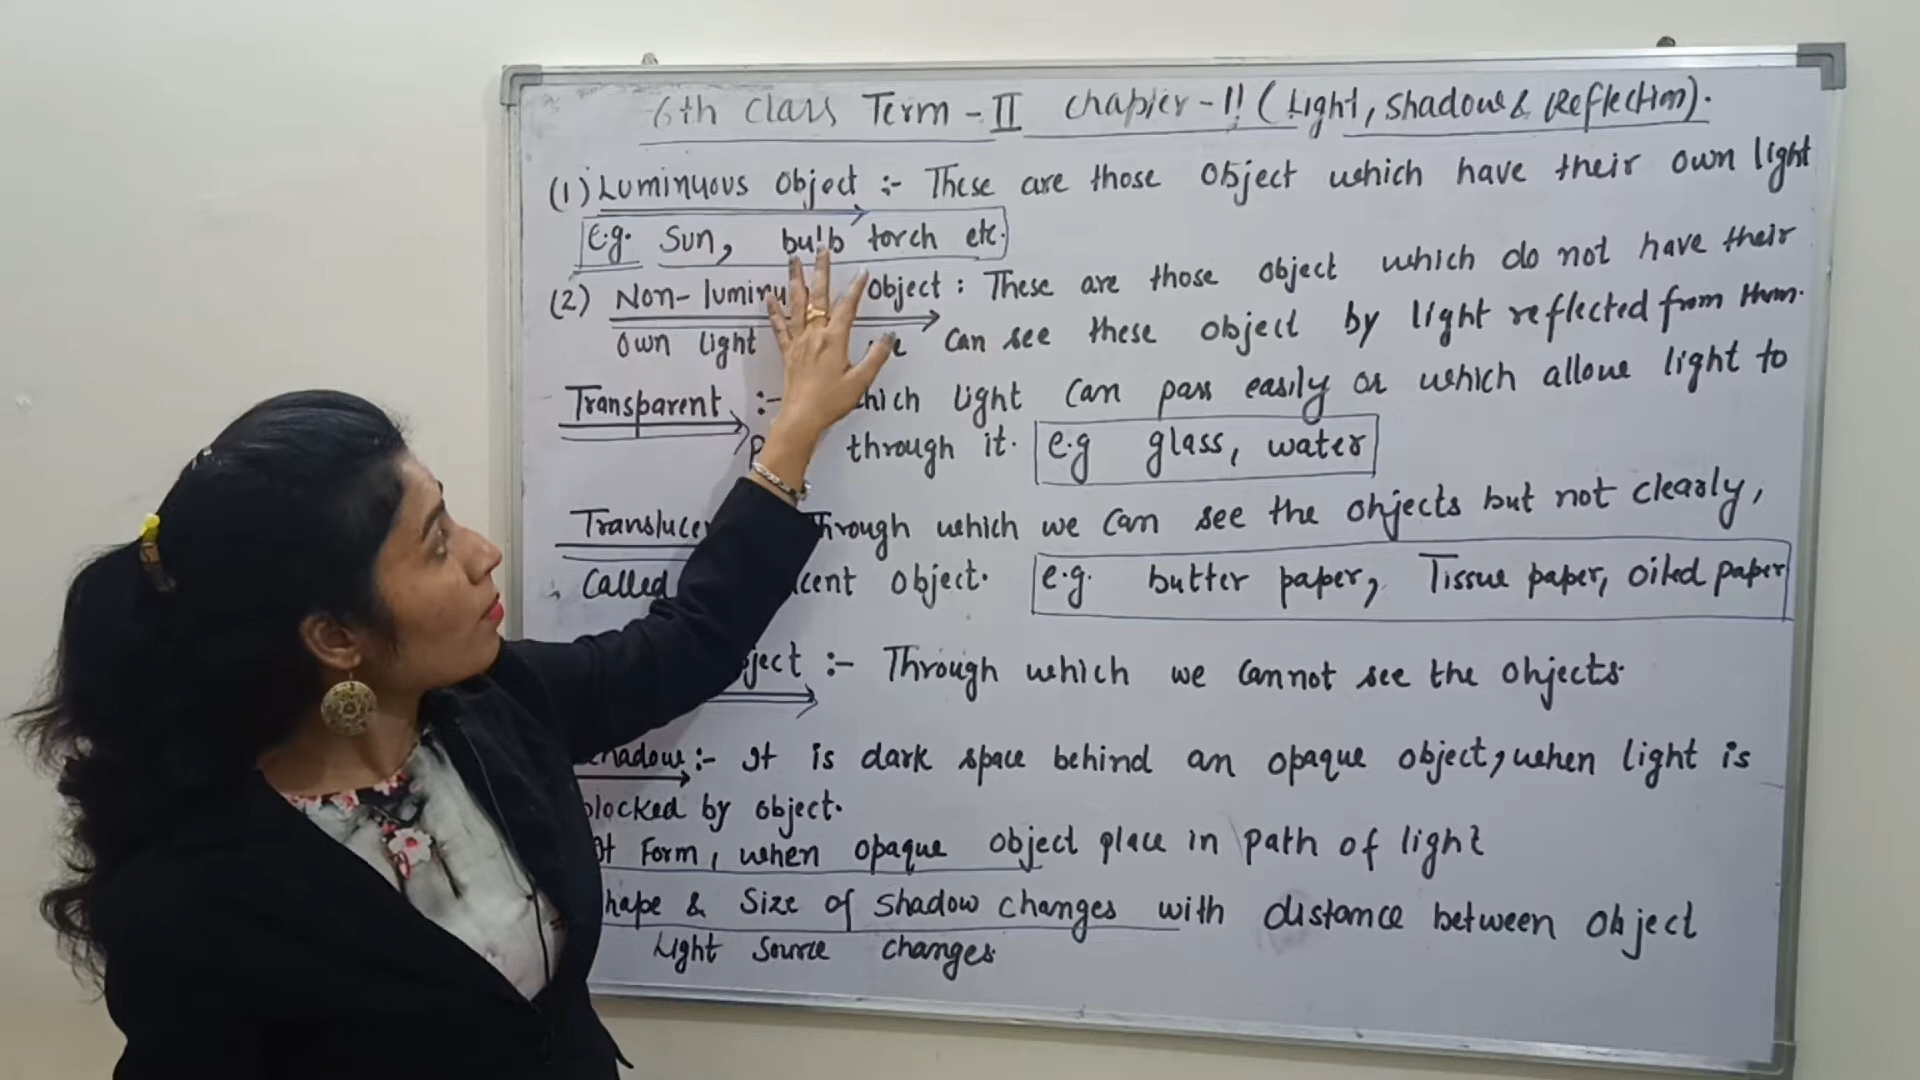 6th Class Term - II Chapter - 11 (Light, Shadow & Reflection).
(1) Luminuous Object :- These are those Object which have their own light
e.g. Sun, bulb torch etc.
(2) Non-luminu object : These are those object which do not have their
own light can see these object by light reflected from them.
Transparent :- light can pass easily or which allow light to
through it. e.g glass, water
Through which we can see the objects but not clearly,
Called object. e.g. butter paper, Tissue paper, oiled paper
:- Through which we cannot see the objects.
Shadow :- It is dark space behind an opaque object, when light is
blocked by object.
It Form, when opaque object place in path of light
Shape & Size of Shadow changes with distance between Object
Light Source changes